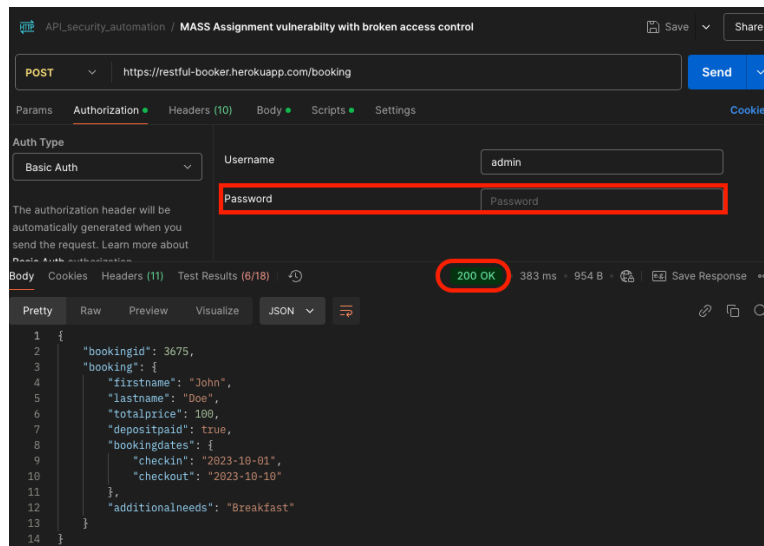 HTTP API_security_automation / MASS Assignment vulnerabilty with broken access control Save Share
POST https://restful-booker.herokuapp.com/booking Send
Params Authorization Headers (10) Body Scripts Settings Cookie
Auth Type
Basic Auth
Username admin
Password Password
The authorization header will be
automatically generated when you
send the request. Learn more about
Body Cookies Headers (11) Test Results (6/18) 200 OK 383 ms 954 B e.g. Save Response
Pretty Raw Preview Visualize JSON
1 {
2 "bookingid": 3675,
3 "booking": {
4 "firstname": "John",
5 "lastname": "Doe",
6 "totalprice": 100,
7 "depositpaid": true,
8 "bookingdates": {
9 "checkin": "2023-10-01",
10 "checkout": "2023-10-10"
11 },
12 "additionalneeds": "Breakfast"
13 }
14 }